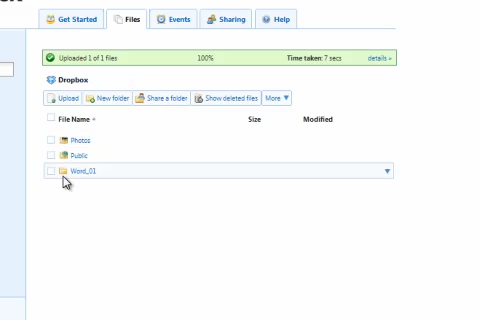 Get Started Files Events Sharing Help
Uploaded 1 of 1 files 100% Time taken: 7 secs details »
Dropbox
Upload New folder Share a folder Show deleted files More
File Name Size Modified
Photos
Public
Word_01